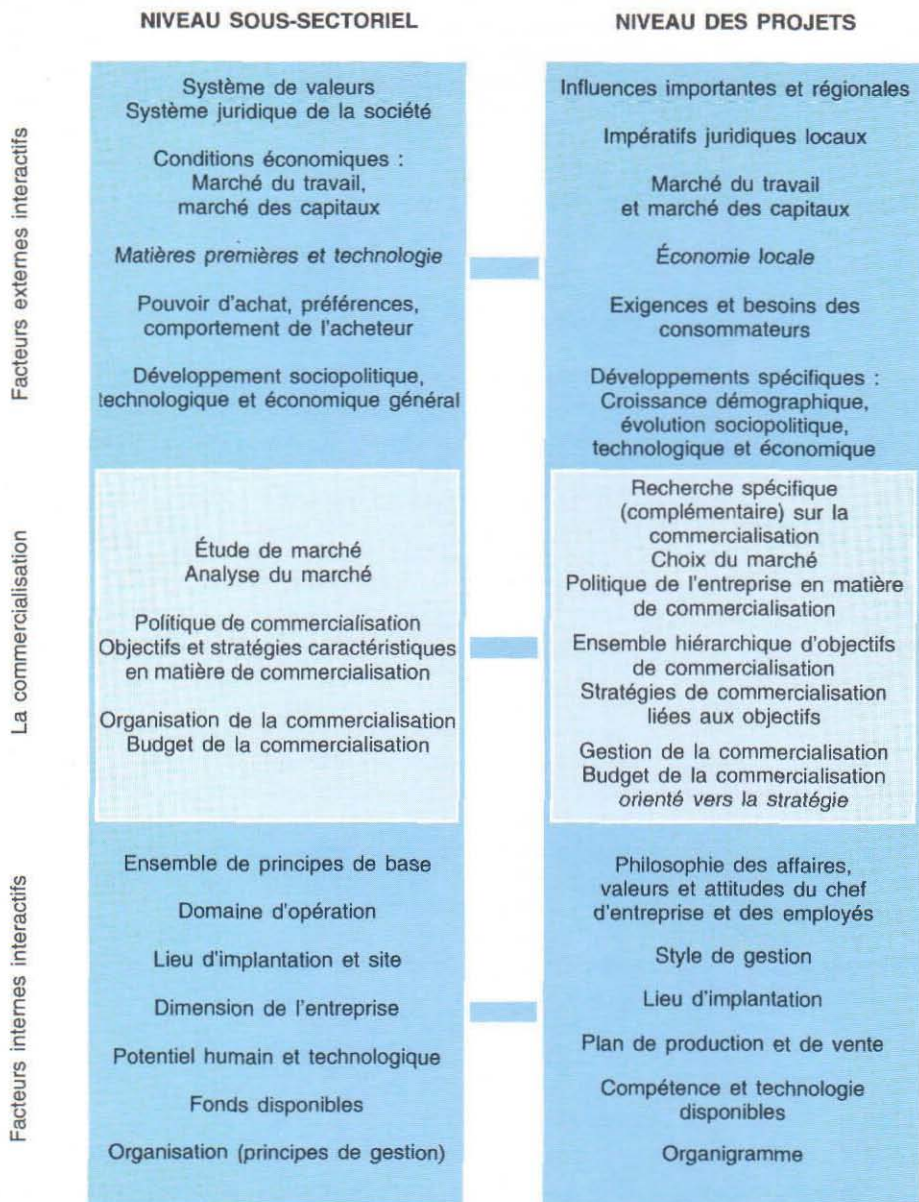 NIVEAU SOUS-SECTORIEL
Facteurs externes interactifs
Système de valeurs
Système juridique de la société
Conditions économiques :
Marché du travail,
marché des capitaux
Matières premières et technologie
Pouvoir d'achat, préférences,
comportement de l'acheteur
Développement sociopolitique,
technologique et économique général
La commercialisation
Étude de marché
Analyse du marché
Politique de commercialisation
Objectifs et stratégies caractéristiques
en matière de commercialisation
Organisation de la commercialisation
Budget de la commercialisation
Facteurs internes interactifs
Ensemble de principes de base
Domaine d'opération
Lieu d'implantation et site
Dimension de l'entreprise
Potentiel humain et technologique
Fonds disponibles
Organisation (principes de gestion)
NIVEAU DES PROJETS
Influences importantes et régionales
Impératifs juridiques locaux
Marché du travail
et marché des capitaux
Économie locale
Exigences et besoins des
consommateurs
Développements spécifiques :
Croissance démographique,
évolution sociopolitique,
technologique et économique
Recherche spécifique
(complémentaire) sur la
commercialisation
Choix du marché
Politique de l'entreprise en matière
de commercialisation
Ensemble hiérarchique d'objectifs
de commercialisation
Stratégies de commercialisation
liées aux objectifs
Gestion de la commercialisation
Budget de la commercialisation
orienté vers la stratégie
Philosophie des affaires,
valeurs et attitudes du chef
d'entreprise et des employés
Style de gestion
Lieu d'implantation
Plan de production et de vente
Compétence et technologie
disponibles
Organigramme